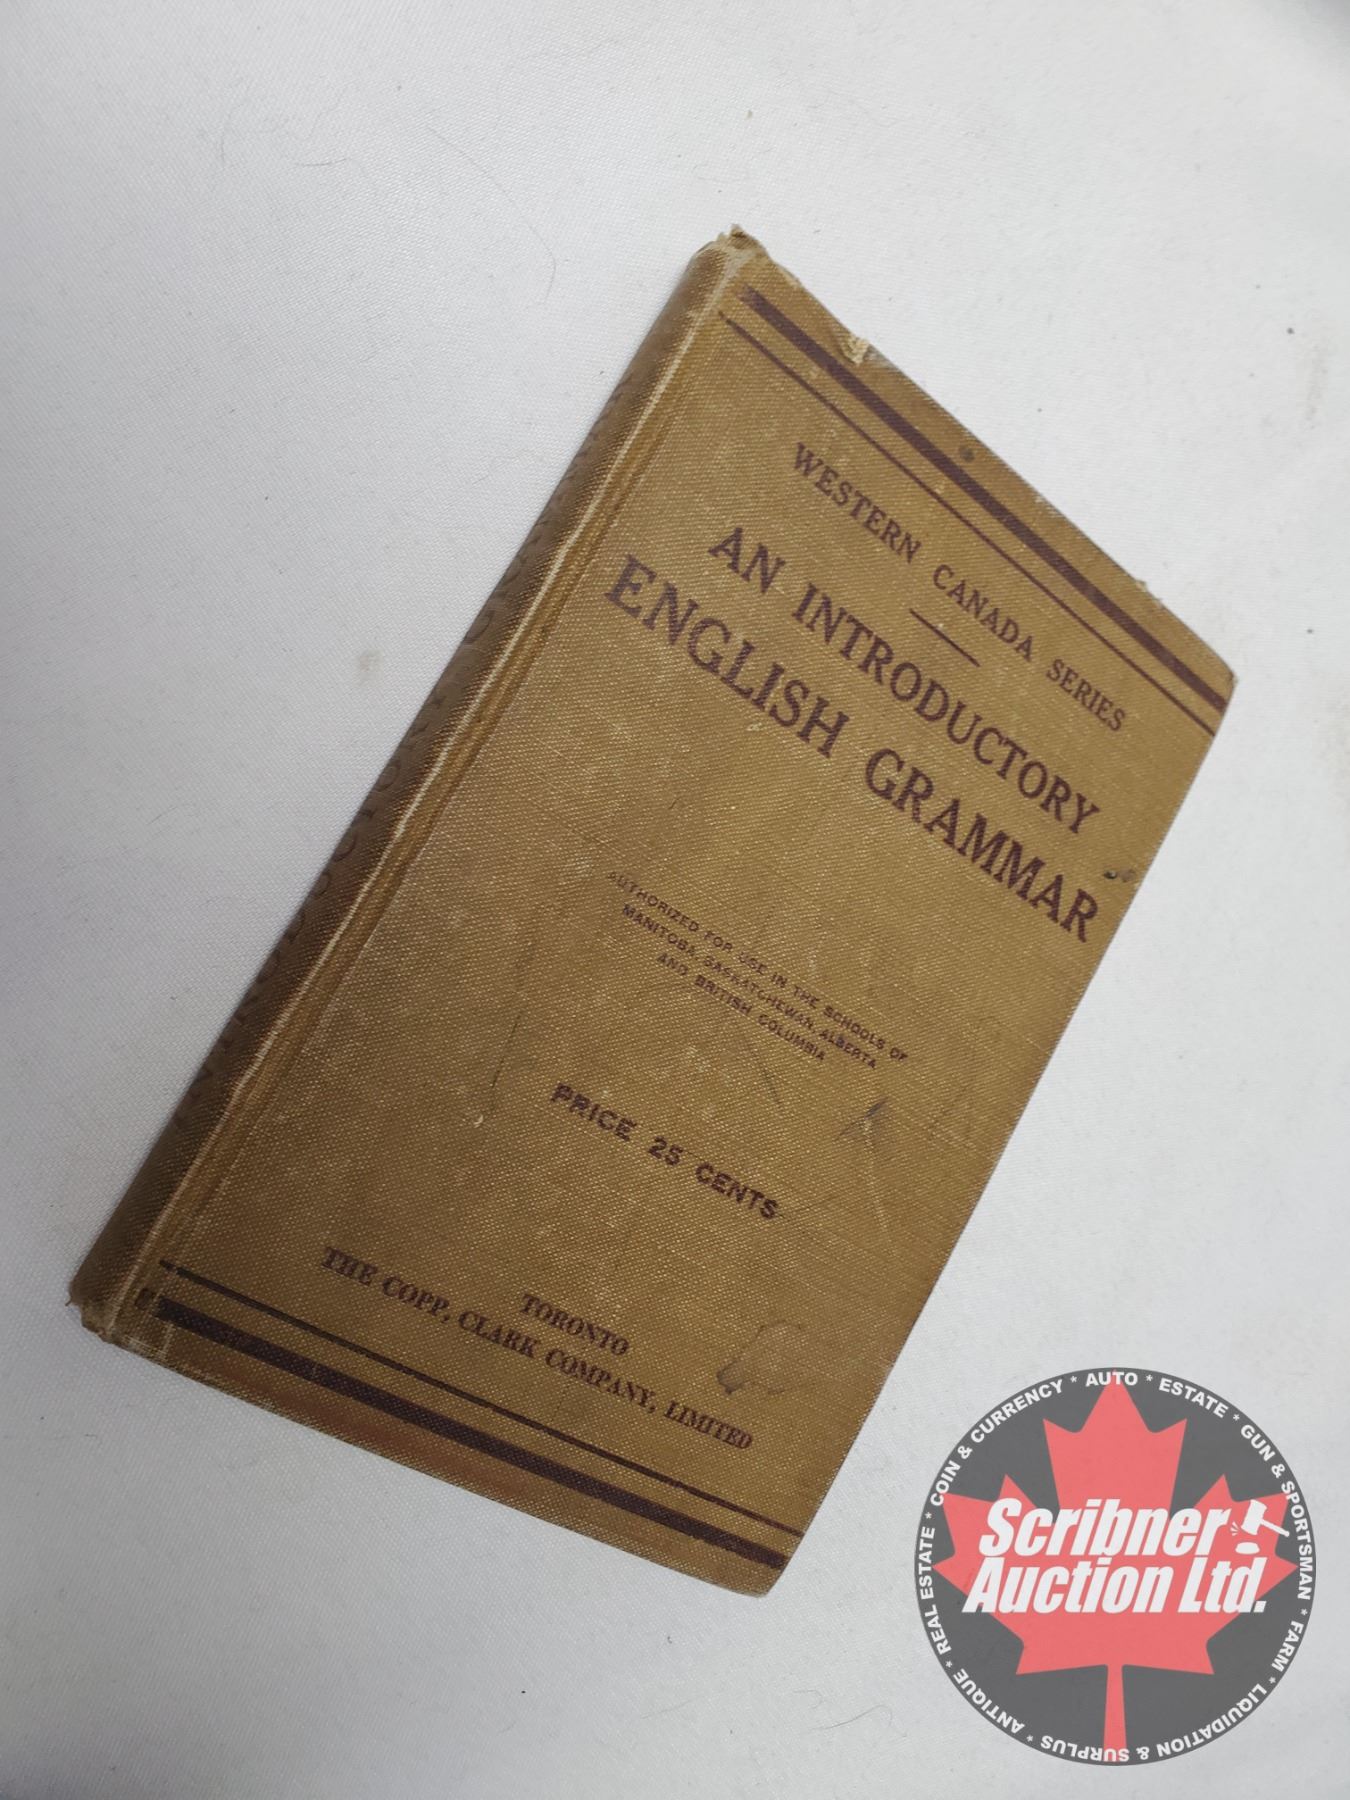 WESTERN CANADA SERIES
AN INTRODUCTORY
ENGLISH GRAMMAR
AUTHORIZED FOR USE IN THE SCHOOLS OF
MANITOBA, SASKATCHEWAN, ALBERTA
AND BRITISH COLUMBIA
PRICE 25 CENTS
TORONTO
THE COPP, CLARK COMPANY, LIMITED
Scribner
Auction Ltd.
* AUTO * ESTATE * GUN & SPORTSMAN * FARM * LIQUIDATION & SURPLUS * ANTIQUE * REAL ESTATE * COIN & CURRENCY